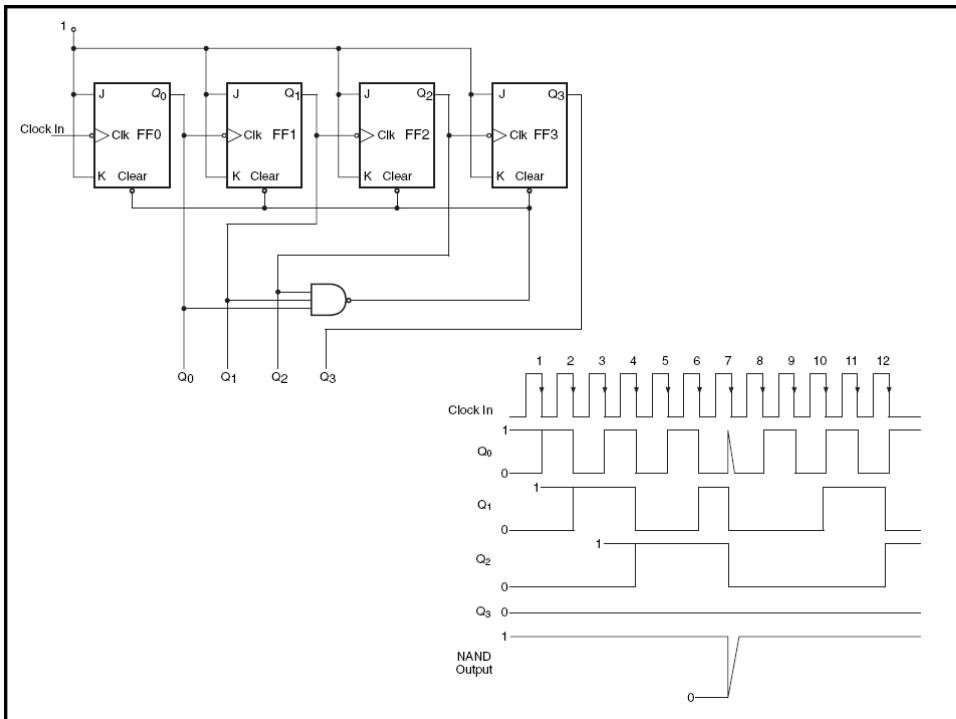 1
J Q0 J Q1 J Q2 J Q3
Clock In Clk FF0 Clk FF1 Clk FF2 Clk FF3
K Clear K Clear K Clear K Clear
Q0 Q1 Q2 Q3
1 2 3 4 5 6 7 8 9 10 11 12
Clock In
1
Q0
0
1
Q1
0
1
Q2
0
Q3 0
1
NAND
Output
0